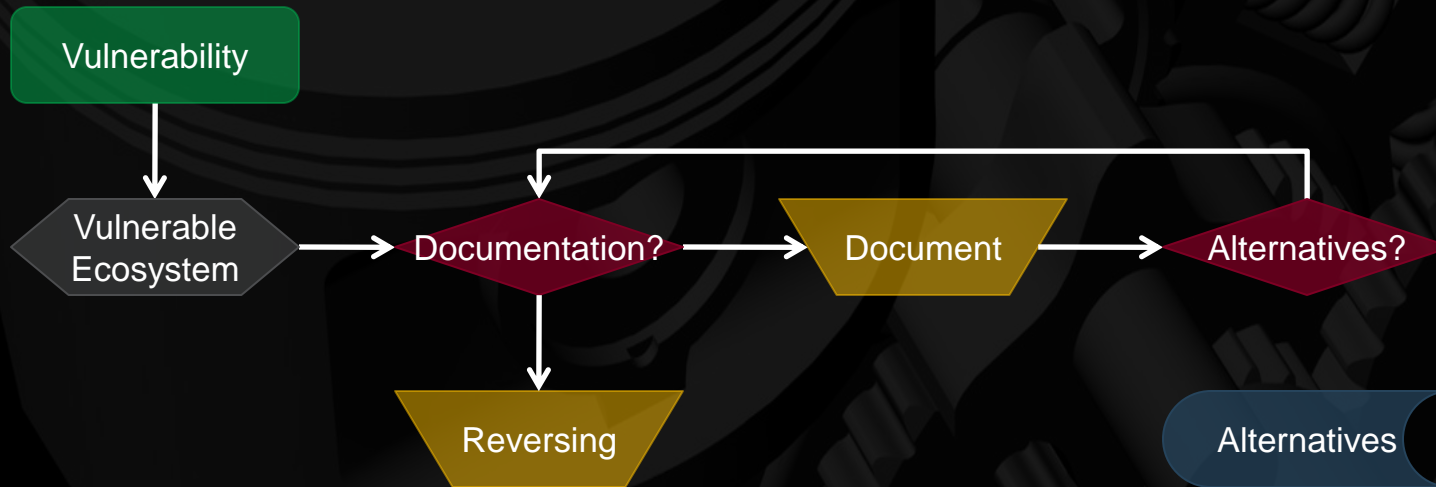 Vulnerability
Vulnerable
Ecosystem
Documentation?
Document
Alternatives?
Reversing
Alternatives